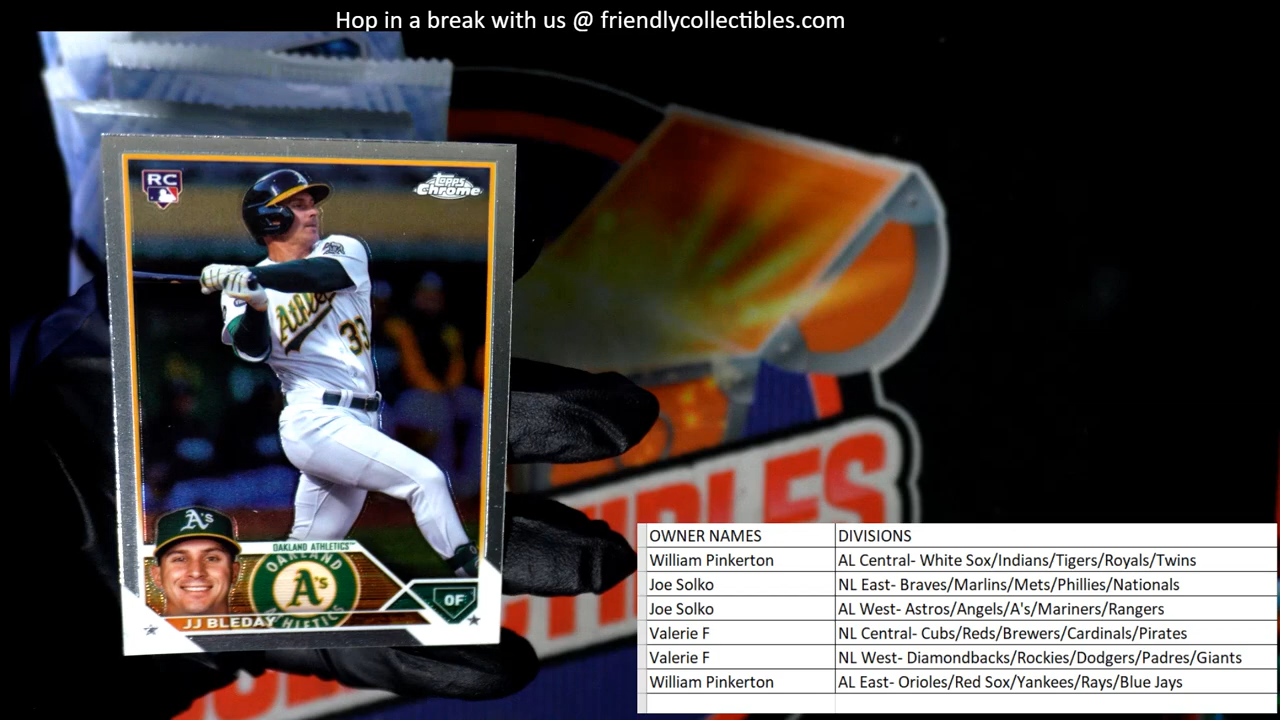 Hop in a break with us @ friendlycollectibles.com
RC
Topps
Chrome
Athle
33
A's
OAKLAND ATHLETICS™
OAKLAND
A's
ATHLETICS
OF
JJ BLEDAY
OWNER NAMES DIVISIONS
William Pinkerton AL Central- White Sox/Indians/Tigers/Royals/Twins
Joe Solko NL East- Braves/Marlins/Mets/Phillies/Nationals
Joe Solko AL West- Astros/Angels/A's/Mariners/Rangers
Valerie F NL Central- Cubs/Reds/Brewers/Cardinals/Pirates
Valerie F NL West- Diamondbacks/Rockies/Dodgers/Padres/Giants
William Pinkerton AL East- Orioles/Red Sox/Yankees/Rays/Blue Jays